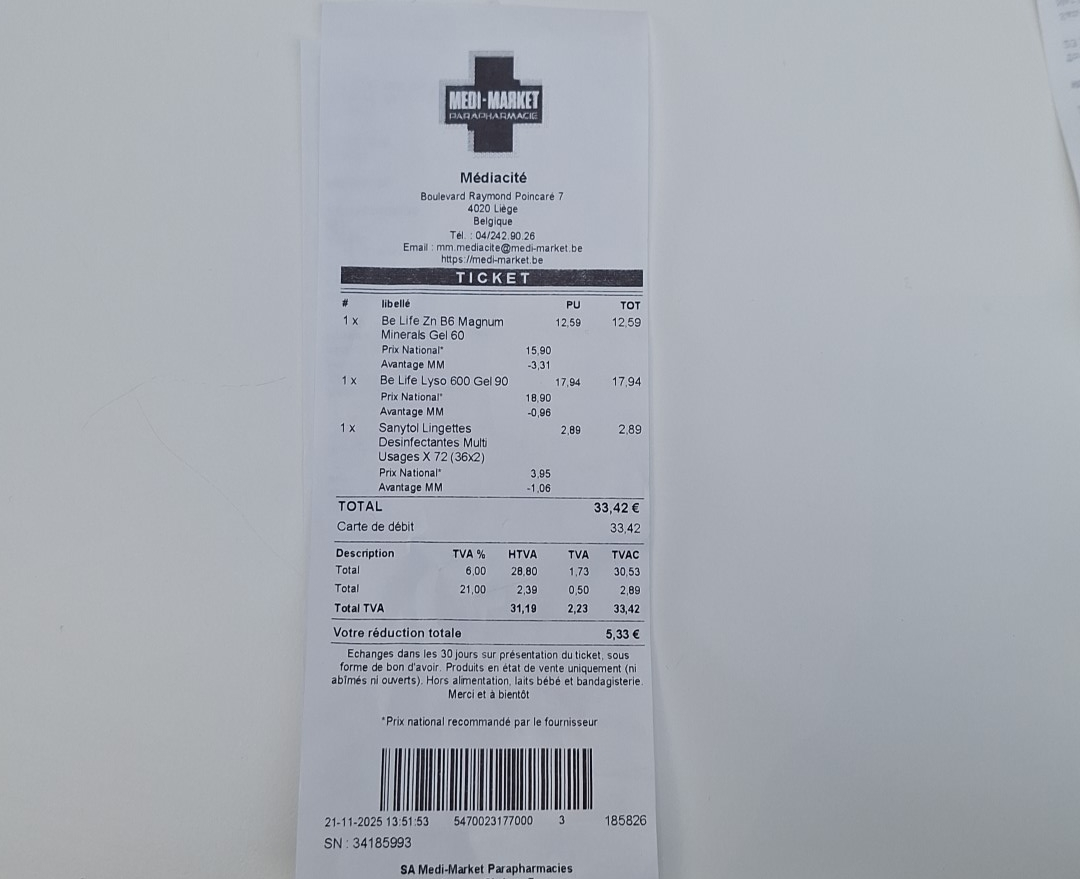 MEDI-MARKET
PARAPHARMACIE
Médiacité
Boulevard Raymond Poincaré 7
4020 Liège
Belgique
Tél. : 04/242.90.26
Email : mm.mediacite@medi-market.be
https://medi-market.be
TICKET
# libellé PU TOT
1 x Be Life Zn B6 Magnum 12,59 12,59
Minerals Gel 60
Prix National* 15,90
Avantage MM -3,31
1 x Be Life Lyso 600 Gel 90 17,94 17,94
Prix National* 18,90
Avantage MM -0,96
1 x Sanytol Lingettes 2,89 2,89
Desinfectantes Multi
Usages X 72 (36x2)
Prix National* 3,95
Avantage MM -1,06
TOTAL 33,42 €
Carte de débit 33,42
Description TVA % HTVA TVA TVAC
Total 6,00 28,80 1,73 30,53
Total 21,00 2,39 0,50 2,89
Total TVA 31,19 2,23 33,42
Votre réduction totale 5,33 €
Echanges dans les 30 jours sur présentation du ticket, sous
forme de bon d'avoir. Produits en état de vente uniquement (ni
abîmés ni ouverts). Hors alimentation, laits bébé et bandagisterie.
Merci et à bientôt
*Prix national recommandé par le fournisseur
21-11-2025 13:51:53 5470023177000 3 185826
SN : 34185993
SA Medi-Market Parapharmacies